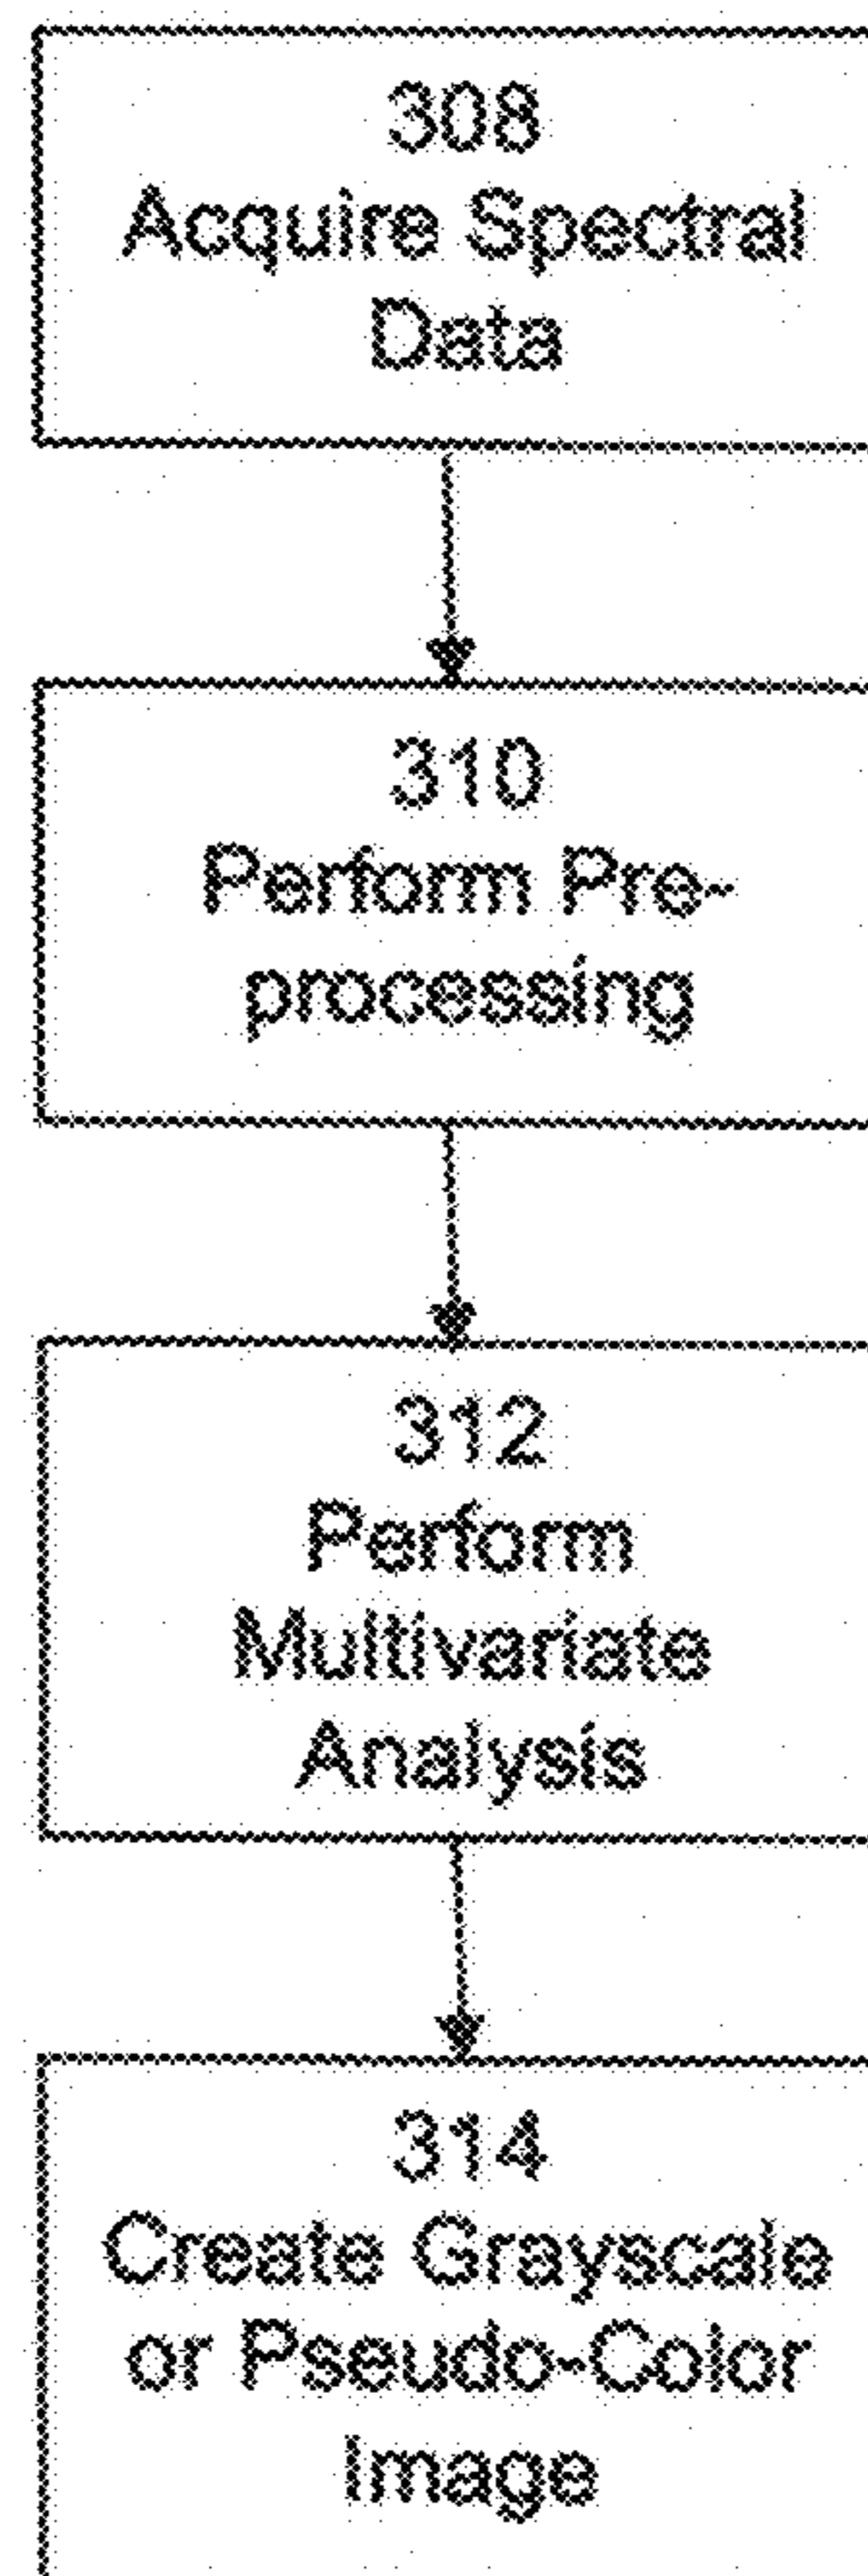 308
Acquire Spectral
Data
310
Perform Pre-
processing
312
Perform
Multivariate
Analysis
314
Create Grayscale
or Pseudo-Color
Image